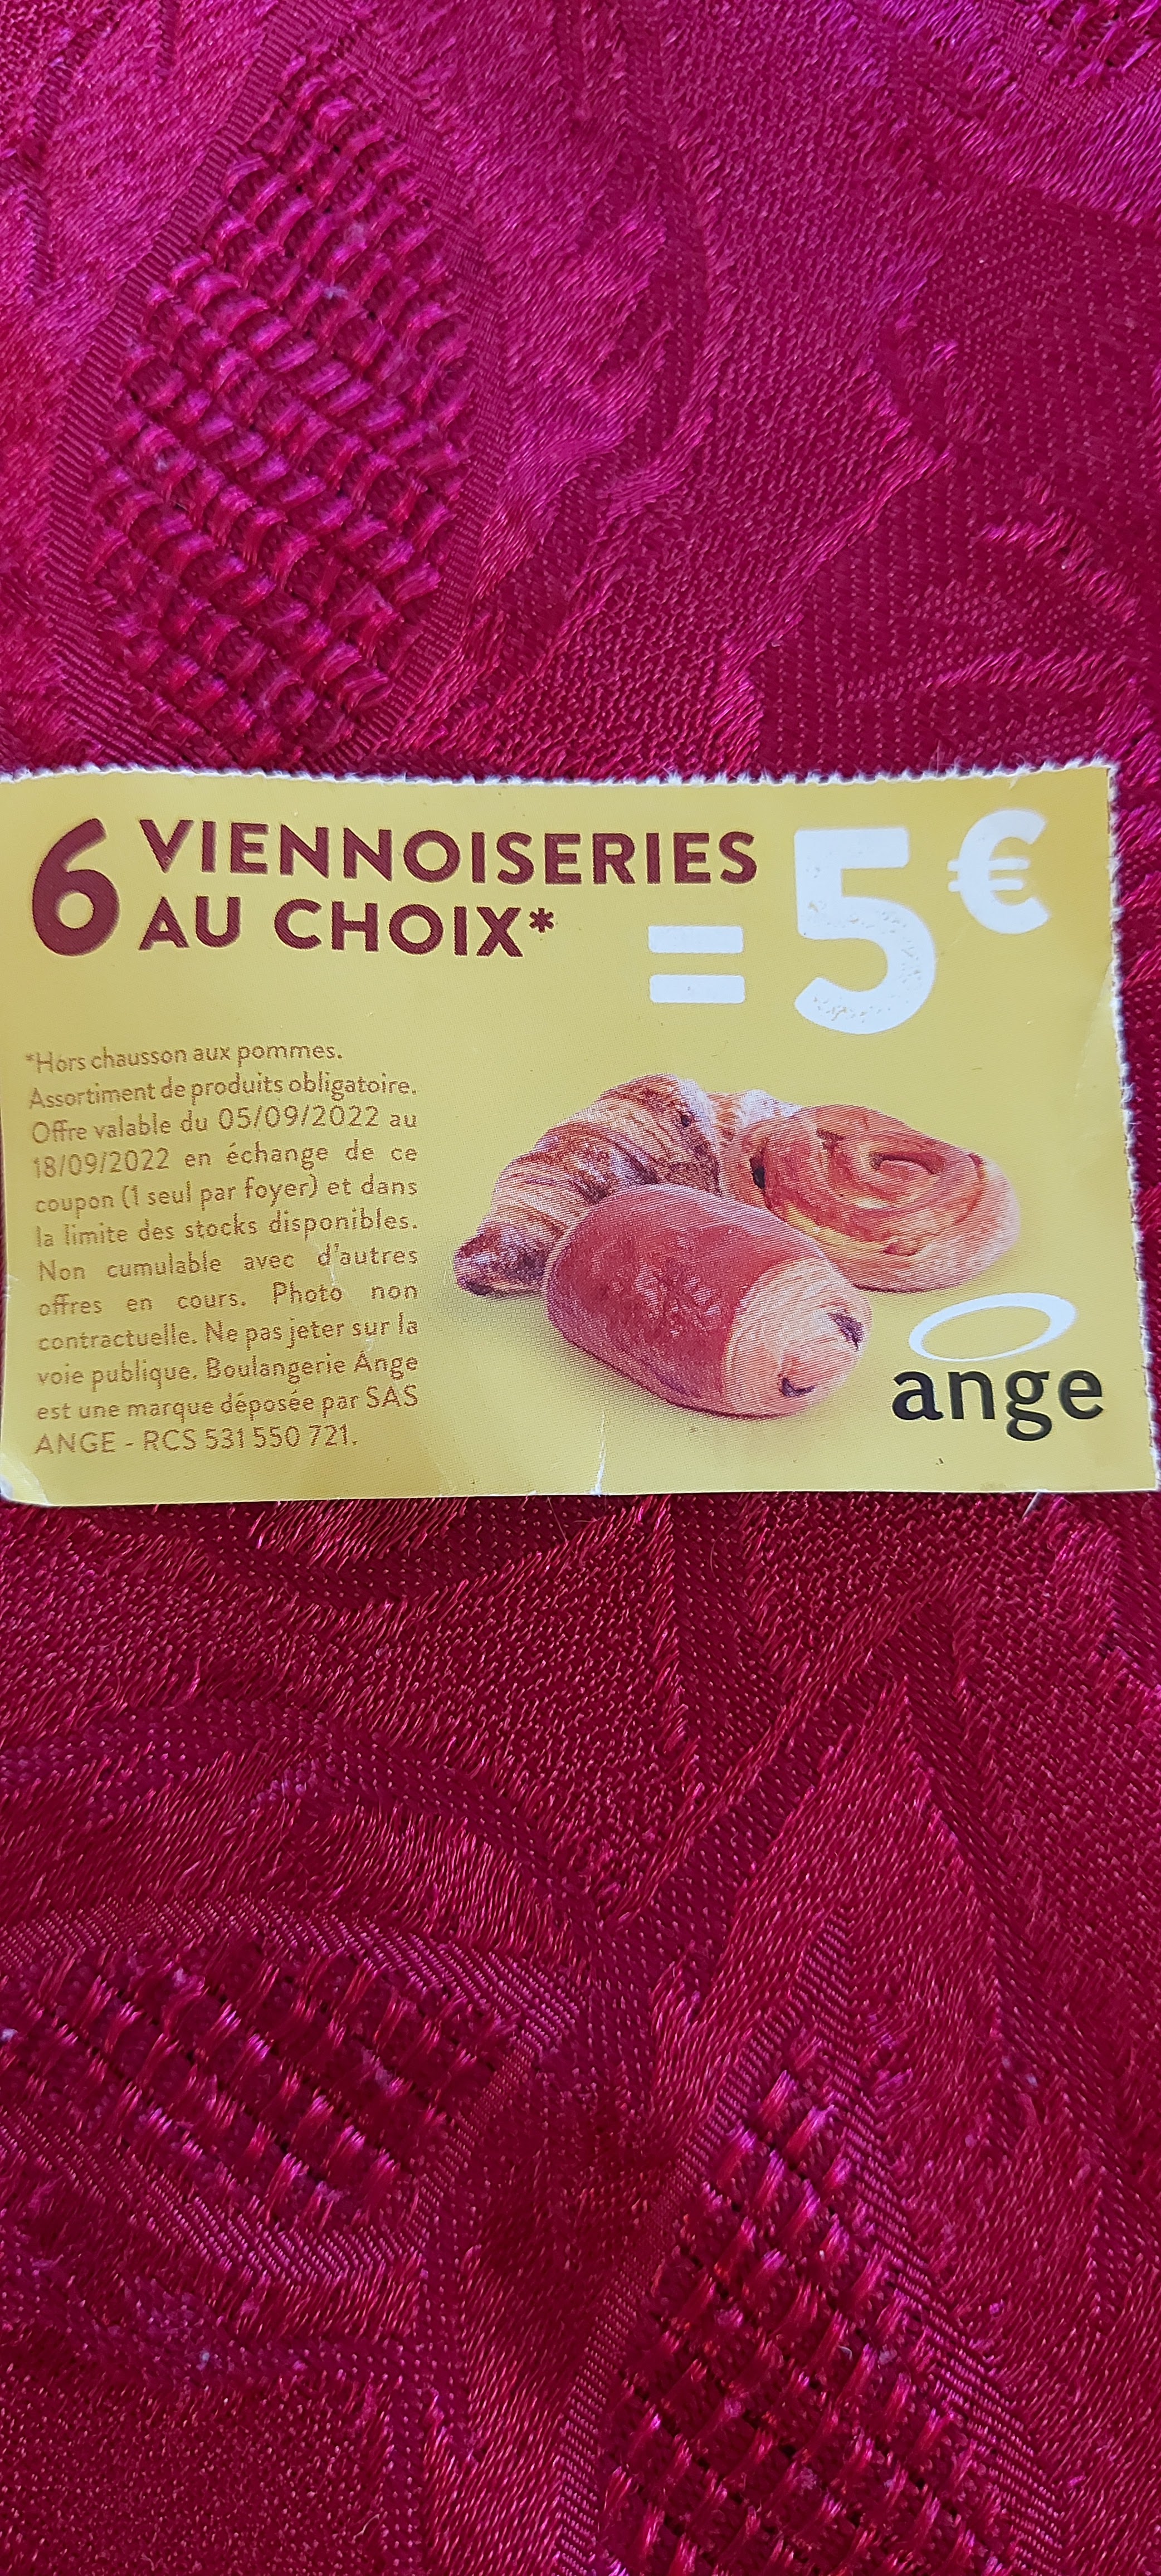 6 VIENNOISERIES
AU CHOIX*
= 5€
*Hors chausson aux pommes.
Assortiment de produits obligatoire.
Offre valable du 05/09/2022 au
18/09/2022 en échange de ce
coupon (1 seul par foyer) et dans
la limite des stocks disponibles.
Non cumulable avec d'autres
offres en cours. Photo non
contractuelle. Ne pas jeter sur la
voie publique. Boulangerie Ange
est une marque déposée par SAS
ANGE - RCS 531 550 721.
ange